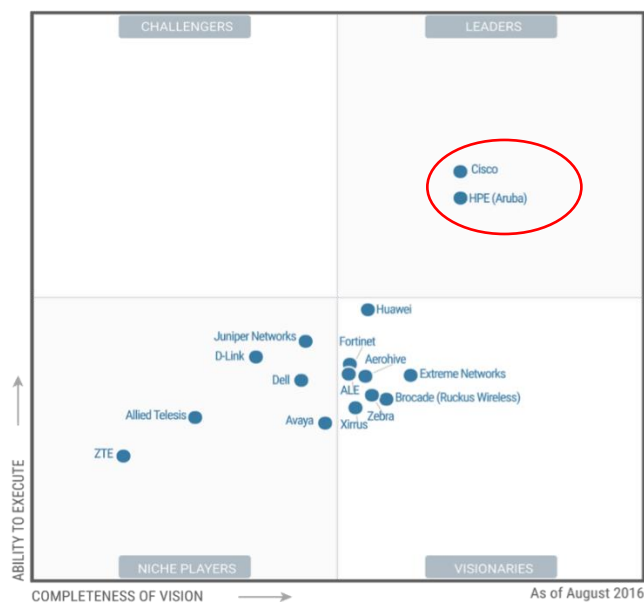 CHALLENGERS
LEADERS
Cisco
HPE (Aruba)
Huawei
Juniper Networks
Fortinet
D-Link
Aerohive
Dell
ALE
Extreme Networks
Brocade (Ruckus Wireless)
Allied Telesis
Avaya
Xirrus
Zebra
ZTE
ABILITY TO EXECUTE
NICHE PLAYERS
VISIONARIES
COMPLETENESS OF VISION
As of August 2016